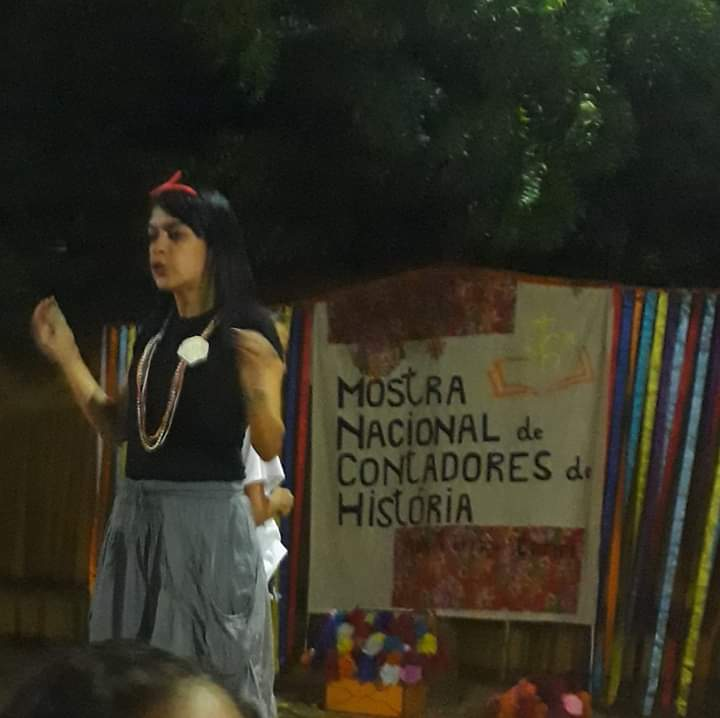 MOSTRA
NACIONAL de
CONTADORES de
HISTÓRIA